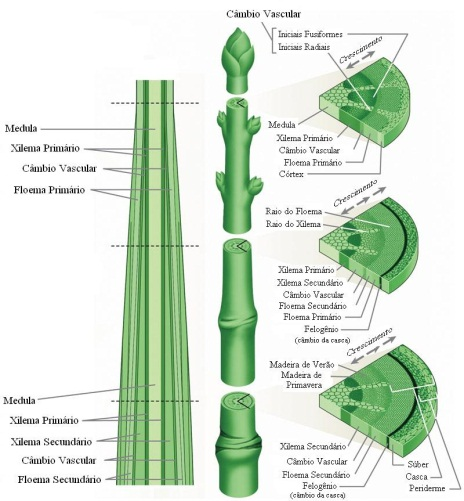 Câmbio Vascular
Iniciais Fusiformes
Iniciais Radiais
Crescimento
Medula
Xilema Primário
Câmbio Vascular
Floema Primário
Córtex
Medula
Xilema Primário
Câmbio Vascular
Floema Primário
Crescimento
Raio do Floema
Raio do Xilema
Xilema Primário
Xilema Secundário
Câmbio Vascular
Floema Secundário
Floema Primário
Felogênio
(câmbio da casca)
Crescimento
Madeira de Verão
Madeira de
Primavera
Medula
Xilema Primário
Xilema Secundário
Câmbio Vascular
Floema Secundário
Xilema Secundário
Câmbio Vascular
Floema Secundário
Felogênio
(câmbio da casca)
Súber
Casca
Periderme